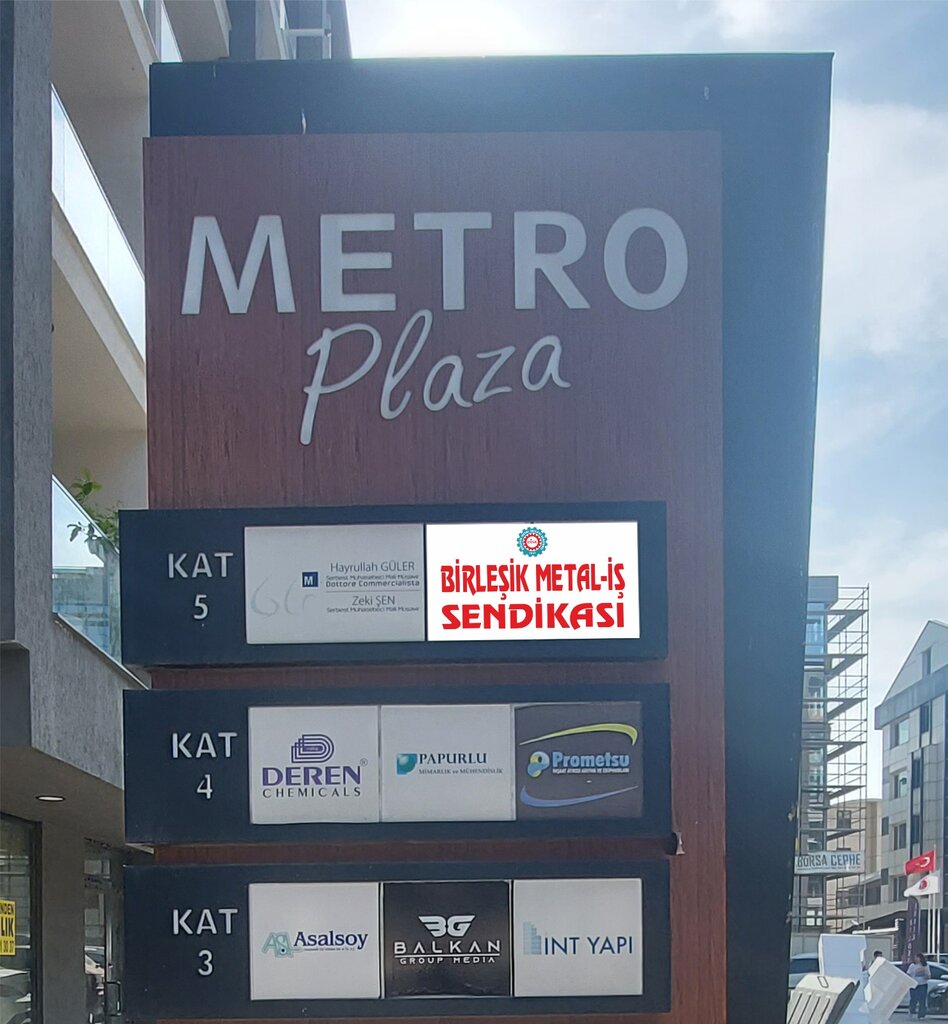 METRO
Plaza
KAT
5
Hayrullah GÜLER
Serbest Muhasebeci Mali Müşavir
Dottore Commercialista
Zeki ŞEN
Serbest Muhasebeci Mali Müşavir
BİRLEŞİK METAL-İŞ
SENDİKASI
KAT
4
DEREN®
CHEMICALS
PAPURLU
MİMARLIK ve MÜHENDİSLİK
Prometsu
KAT
3
Asalsoy
BG
BALKAN
GROUP MEDIA
INT YAPI
BORSA CEPHE